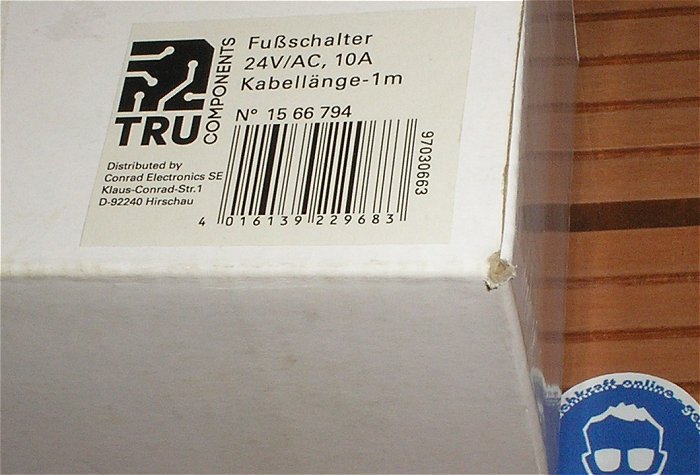 TRU
COMPONENTS
Fußschalter
24V/AC, 10A
Kabellänge-1m
N° 15 66 794
Distributed by
Conrad Electronics SE
Klaus-Conrad-Str.1
D-92240 Hirschau
4 016139 229683
97030663